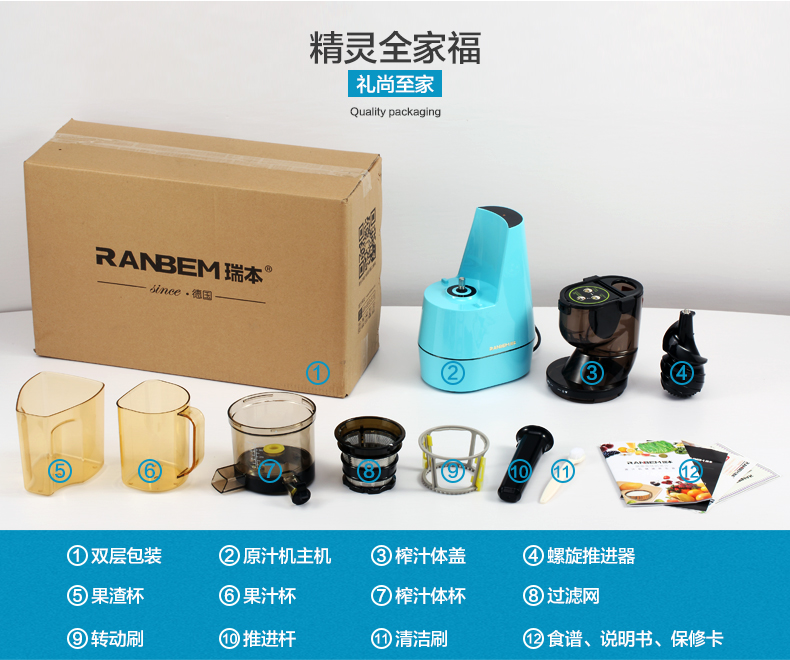 精灵全家福
礼尚至家
Quality packaging
RANBEM 瑞本®
since · 德国
① ② ③ ④
⑤ ⑥ ⑦ ⑧ ⑨ ⑩ ⑪ ⑫
RANBEM
①双层包装 ②原汁机主机 ③榨汁体盖 ④螺旋推进器
⑤果渣杯 ⑥果汁杯 ⑦榨汁体杯 ⑧过滤网
⑨转动刷 ⑩推进杆 ⑪清洁刷 ⑫食谱、说明书、保修卡